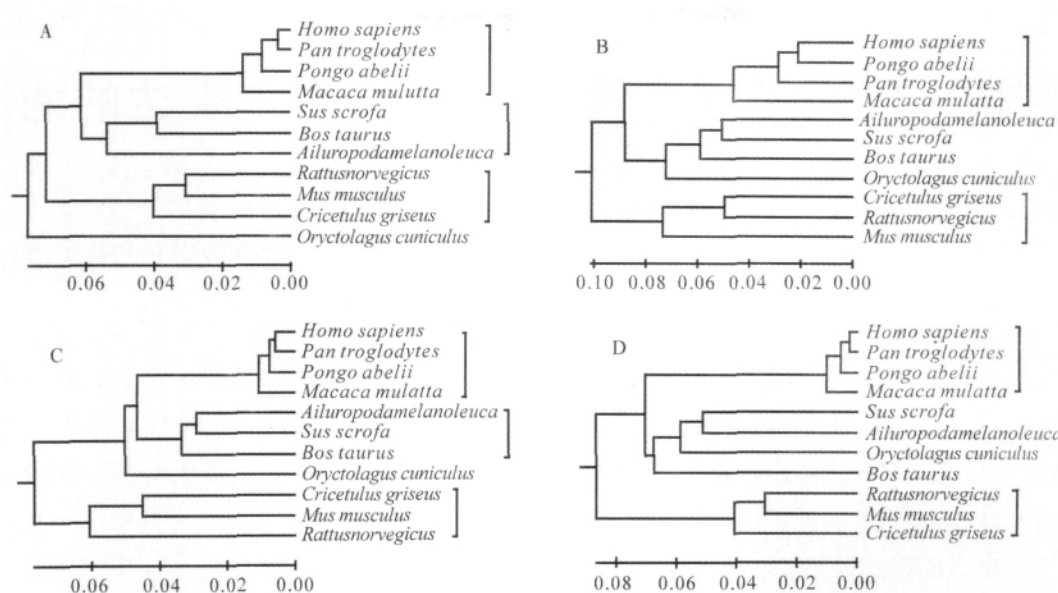 A
Homo sapiens
Pan troglodytes
Pongo abelii
Macaca mulutta
Sus scrofa
Bos taurus
Ailuropodamelanoleuca
Rattusnorvegicus
Mus musculus
Cricetulus griseus
Oryctolagus cuniculus
0.06 0.04 0.02 0.00
B
Homo sapiens
Pongo abelii
Pan troglodytes
Macaca mulatta
Ailuropodamelanoleuca
Sus scrofa
Bos taurus
Oryctolagus cuniculus
Cricetulus griseus
Rattusnorvegicus
Mus musculus
0.10 0.08 0.06 0.04 0.02 0.00
C
Homo sapiens
Pan troglodytes
Pongo abelii
Macaca mulatta
Ailuropodamelanoleuca
Sus scrofa
Bos taurus
Oryctolagus cuniculus
Cricetulus griseus
Mus musculus
Rattusnorvegicus
0.06 0.04 0.02 0.00
D
Homo sapiens
Pan troglodytes
Pongo abelii
Macaca mulatta
Sus scrofa
Ailuropodamelanoleuca
Oryctolagus cuniculus
Bos taurus
Rattusnorvegicus
Mus musculus
Cricetulus griseus
0.08 0.06 0.04 0.02 0.00